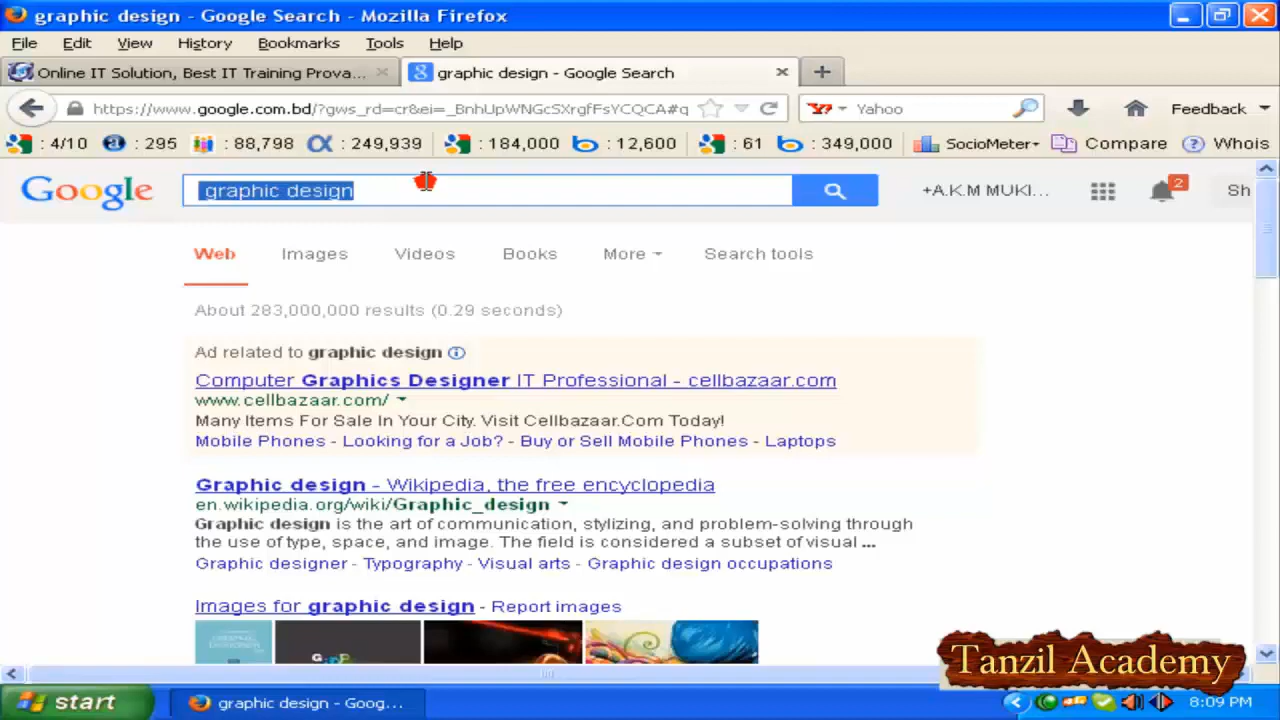 graphic design - Google Search - Mozilla Firefox
File Edit View History Bookmarks Tools Help
Online IT Solution, Best IT Training Prova... graphic design - Google Search
https://www.google.com.bd/?gws_rd=cr&ei=_BnhUpWNGcSXrgfFsYCQCA#q Yahoo Feedback
: 4/10 : 295 : 88,798 : 249,939 : 184,000 : 12,600 : 61 : 349,000 SocioMeter Compare Whois
Google graphic design +A.K.M MUKI... 2 Sh
Web Images Videos Books More Search tools
About 283,000,000 results (0.29 seconds)
Ad related to graphic design
Computer Graphics Designer IT Professional - cellbazaar.com
www.cellbazaar.com/
Many Items For Sale In Your City. Visit Cellbazaar.Com Today!
Mobile Phones - Looking for a Job? - Buy or Sell Mobile Phones - Laptops
Graphic design - Wikipedia, the free encyclopedia
en.wikipedia.org/wiki/Graphic_design
Graphic design is the art of communication, stylizing, and problem-solving through
the use of type, space, and image. The field is considered a subset of visual ...
Graphic designer - Typography - Visual arts - Graphic design occupations
Images for graphic design - Report images
Tanzil Academy
start graphic design - Goog... 8:09 PM